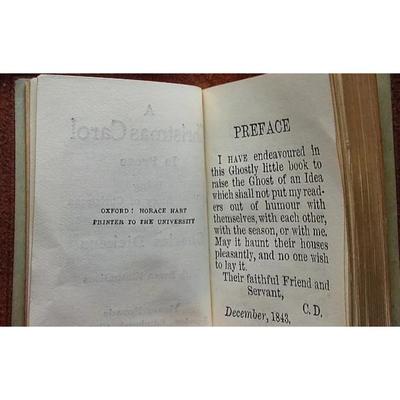 OXFORD: HORACE HART
PRINTER TO THE UNIVERSITY
PREFACE
I HAVE endeavoured in
this Ghostly little book to
raise the Ghost of an Idea
which shall not put my read-
ers out of humour with
themselves, with each other,
with the season, or with me.
May it haunt their houses
pleasantly, and no one wish
to lay it.
Their faithful Friend and
Servant,
C. D.
December, 1843.